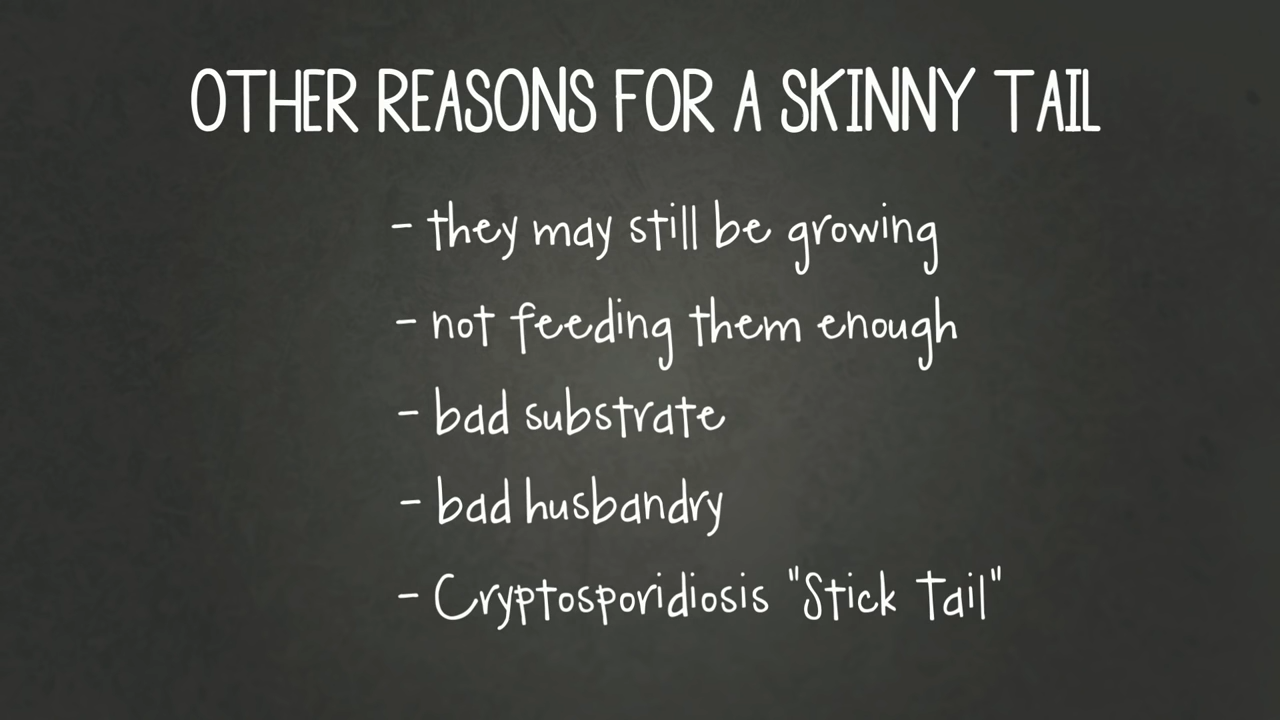 OTHER REASONS FOR A SKINNY TAIL
- they may still be growing
- not feeding them enough
- bad substrate
- bad husbandry
- Cryptosporidiosis "Stick Tail"